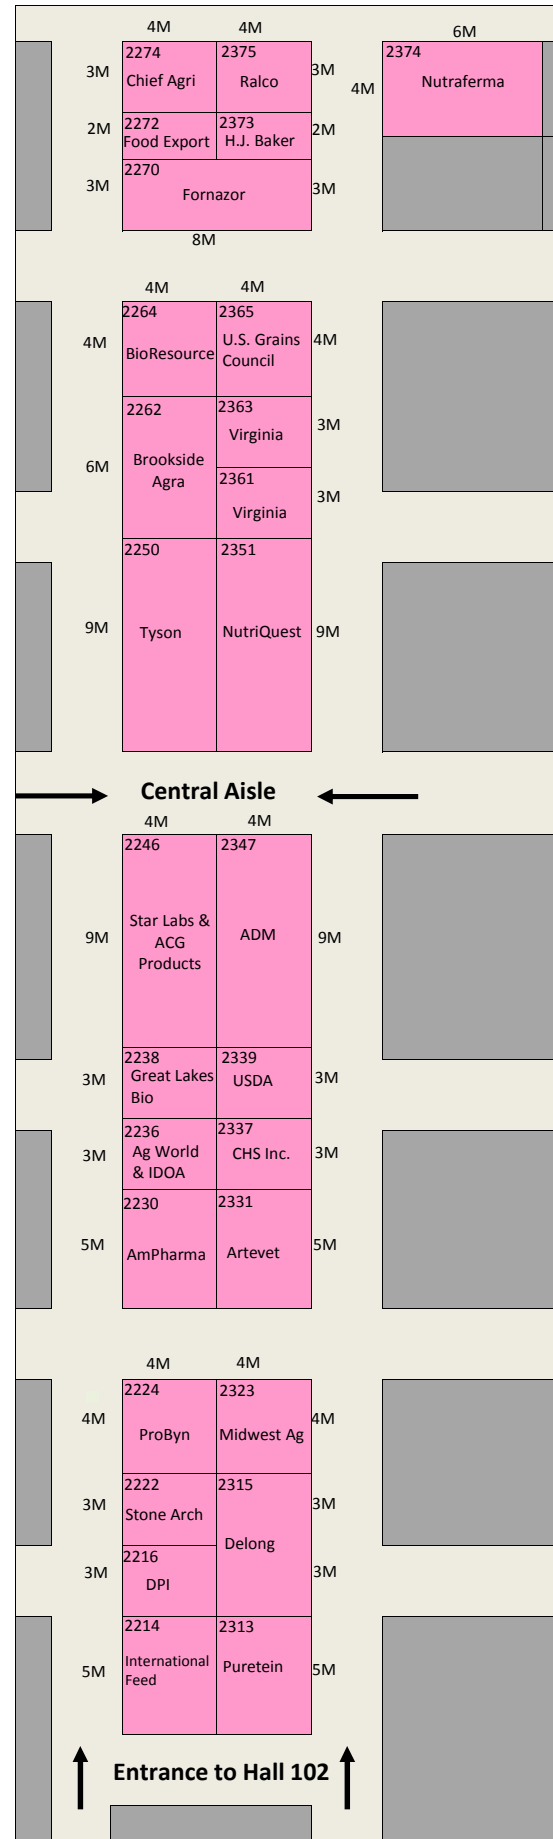 4M 4M 6M
2274 2375 2374
3M Chief Agri Ralco 3M 4M Nutraferma
2M 2272 2373 2M
Food Export H.J. Baker
2270
3M Fornazor 3M
8M
4M 4M
2264 2365
4M BioResource U.S. Grains 4M
Council
2262 2363
Virginia 3M
6M Brookside
Agra
2361
Virginia 3M
2250 2351
9M Tyson NutriQuest 9M
Central Aisle
4M 4M
2246 2347
9M Star Labs & ADM 9M
ACG
Products
2238 2339
3M Great Lakes USDA 3M
Bio
2236 2337
3M Ag World CHS Inc. 3M
& IDOA
2230 2331
5M AmPharma Artevet 5M
4M 4M
2224 2323
4M ProByn Midwest Ag 4M
2222 2315
3M Stone Arch 3M
Delong
2216
3M DPI 3M
2214 2313
5M International Puretein 5M
Feed
Entrance to Hall 102